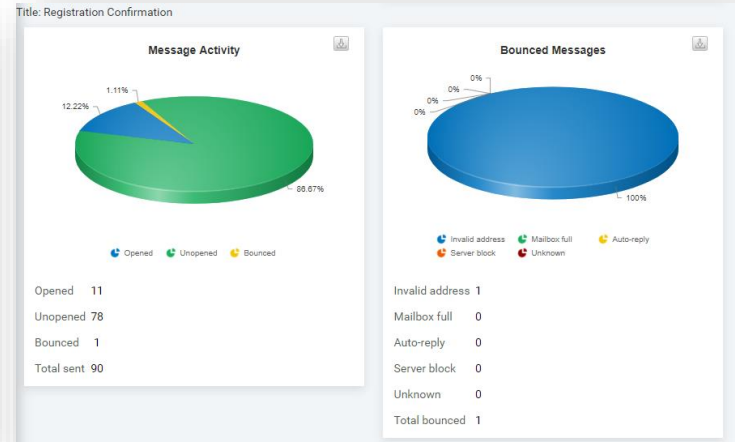 Title: Registration Confirmation
Message Activity
1.11%
12.22%
86.67%
Opened Unopened Bounced
Opened 11
Unopened 78
Bounced 1
Total sent 90
Bounced Messages
0%
0%
0%
0%
100%
Invalid address Mailbox full Auto-reply
Server block Unknown
Invalid address 1
Mailbox full 0
Auto-reply 0
Server block 0
Unknown 0
Total bounced 1